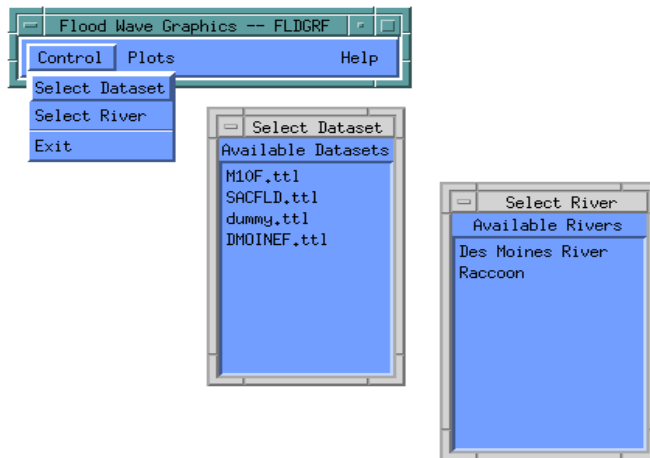 Flood Wave Graphics -- FLDGRF
Control Plots Help
Select Dataset
Select River
Exit
Select Dataset
Available Datasets
M10F.ttl
SACFLD.ttl
dummy.ttl
DMOINEF.ttl
Select River
Available Rivers
Des Moines River
Raccoon